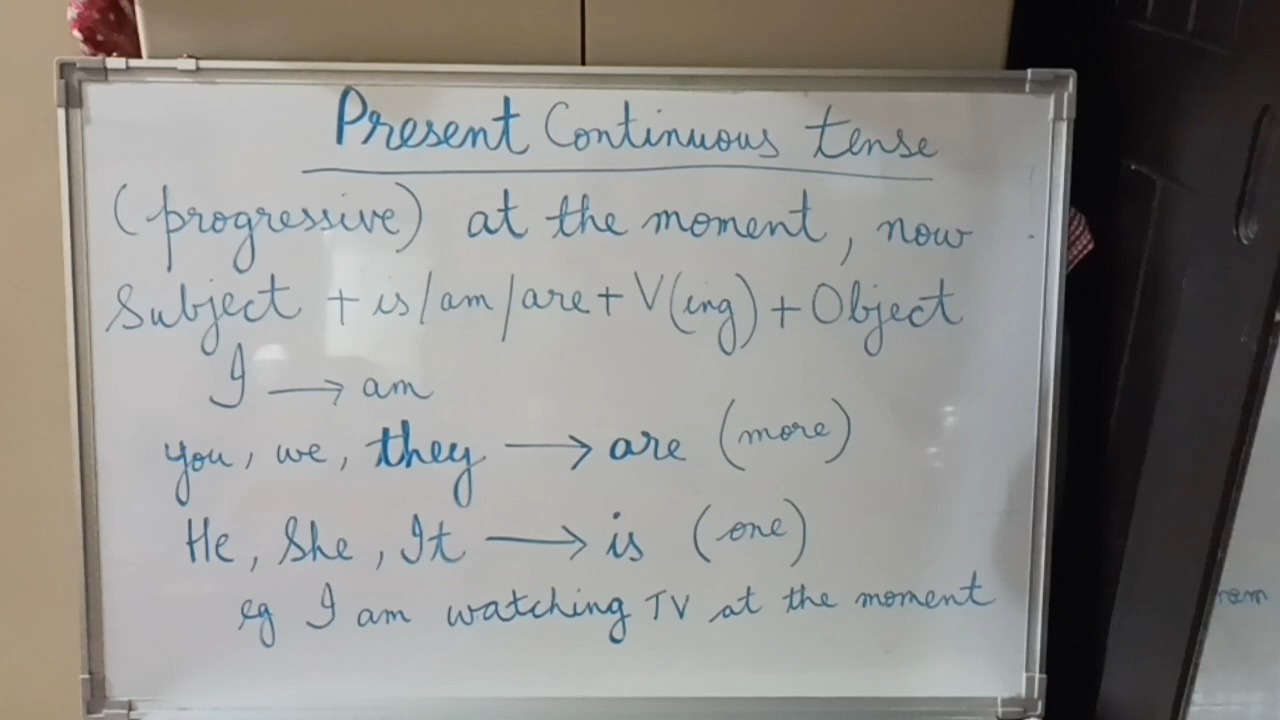 Present Continuous tense
(progressive) at the moment, now
Subject + is/am/are + V(ing) + Object
I → am
you, we, they → are (more)
He, She, It → is (one)
eg I am watching TV at the moment